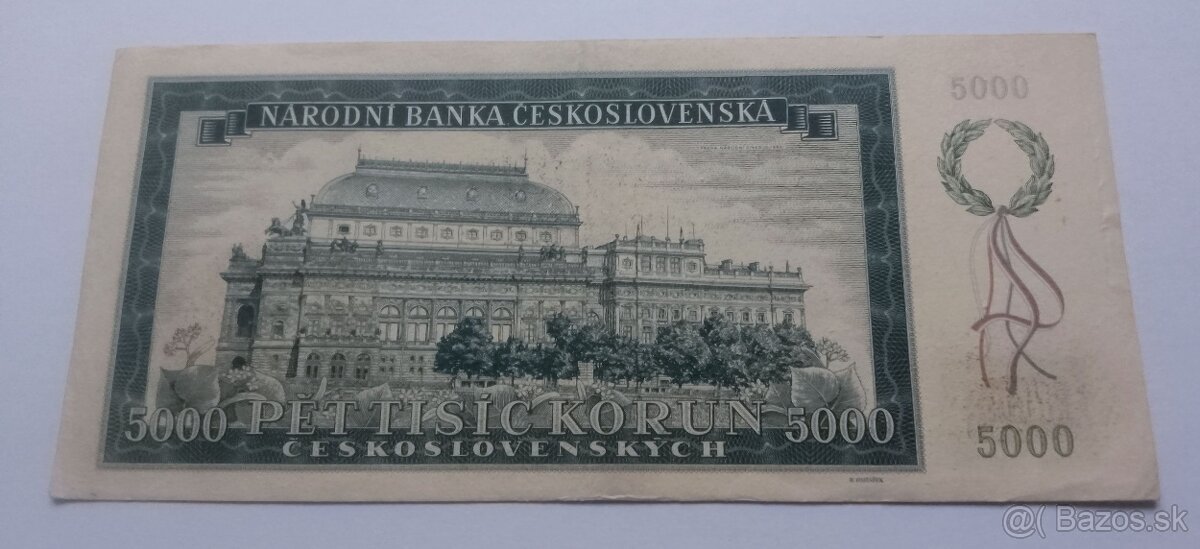 NÁRODNÍ BANKA ČESKOSLOVENSKÁ
5000
5000 PĚT TISÍC KORUN 5000
ČESKOSLOVENSKÝCH
5000
@( Bazos.sk